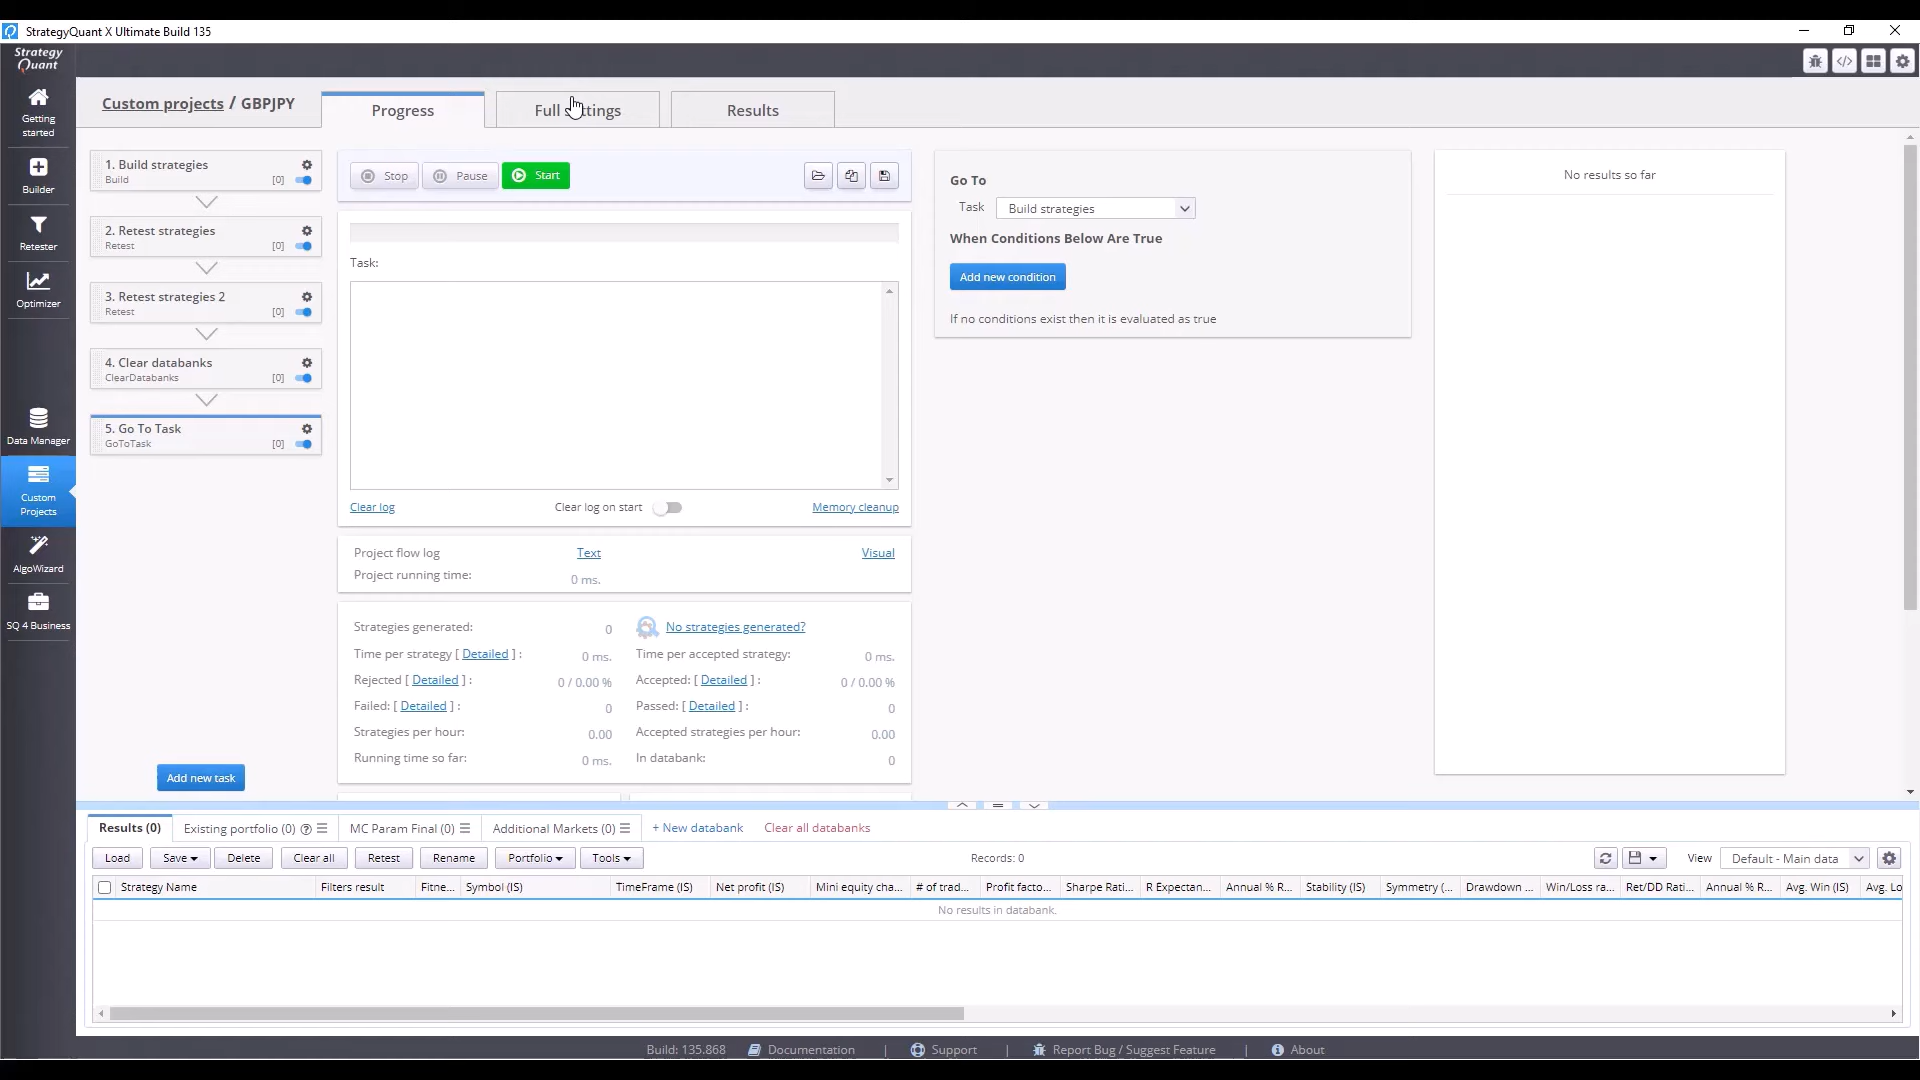 StrategyQuant X Ultimate Build 135
Strategy
Quant
Getting
started
Builder
Retester
Optimizer
Data Manager
Custom
Projects
AlgoWizard
SQ 4 Business
Custom projects / GBPJPY
Progress
Results
1. Build strategies
Build
[0]
2. Retest strategies
Retest
[0]
3. Retest strategies 2
Retest
[0]
4. Clear databanks
ClearDatabanks
[0]
5. Go To Task
GoToTask
[0]
Add new task
Stop
Pause
Start
Task:
Clear log
Clear log on start
Memory cleanup
Project flow log
Text
Visual
Project running time:
0 ms.
Strategies generated:
0
No strategies generated?
Time per strategy [ Detailed ] :
0 ms.
Time per accepted strategy:
0 ms.
Rejected [ Detailed ] :
0 / 0.00 %
Accepted: [ Detailed ] :
0 / 0.00 %
Failed: [ Detailed ] :
0
Passed: [ Detailed ] :
0
Strategies per hour:
0.00
Accepted strategies per hour:
0.00
Running time so far:
0 ms.
In databank:
0
Go To
Task
Build strategies
When Conditions Below Are True
Add new condition
If no conditions exist then it is evaluated as true
No results so far
Results (0)
Existing portfolio (0)
MC Param Final (0)
Additional Markets (0)
+ New databank
Clear all databanks
Load
Save
Delete
Clear all
Retest
Rename
Portfolio
Tools
Records: 0
View
Default - Main data
Strategy Name
Filters result
Fitne...
Symbol (IS)
TimeFrame (IS)
Net profit (IS)
Mini equity cha...
# of trad...
Profit facto...
Sharpe Rati...
R Expectan...
Annual % R...
Stability (IS)
Symmetry (...
Drawdown ...
Win/Loss ra...
Ret/DD Rati...
Annual % R...
Avg. Win (IS)
Avg. Lo
No results in databank.
Build: 135.868
Documentation
|
Support
|
Report Bug / Suggest Feature
|
About